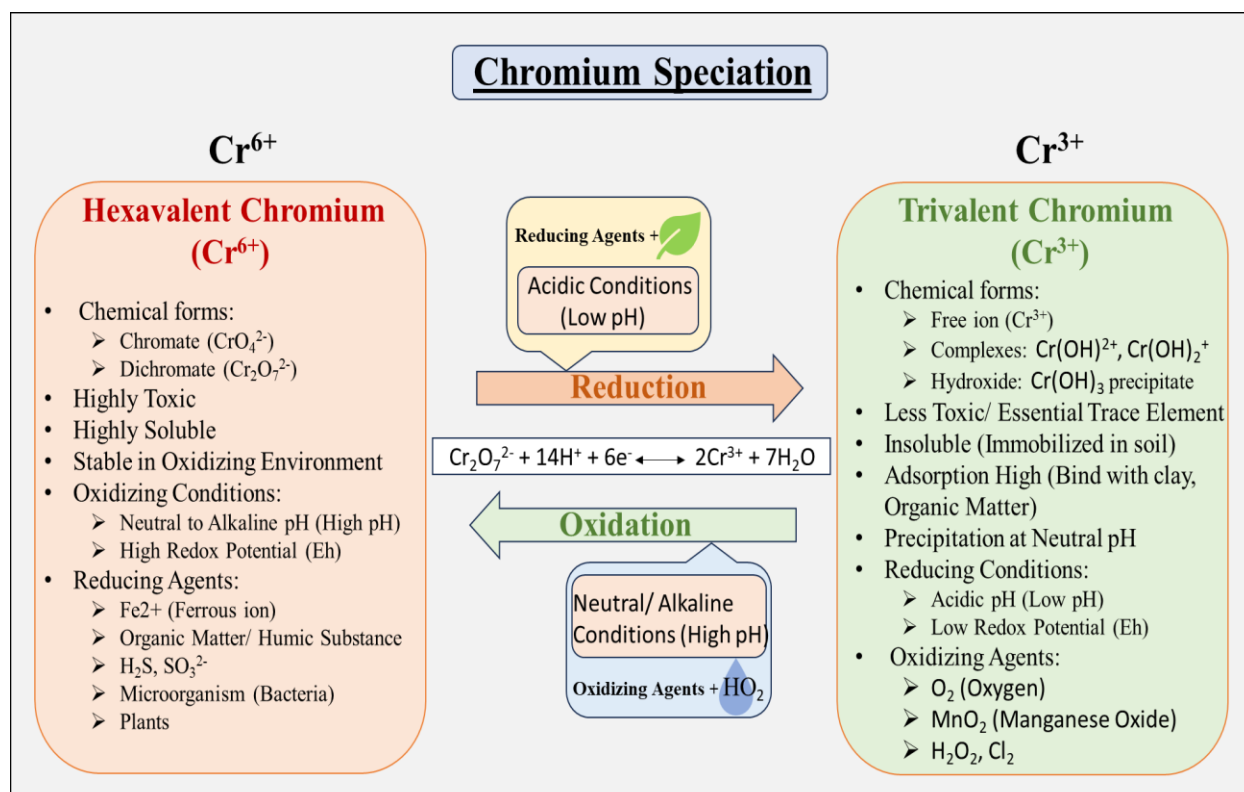 Chromium Speciation
Cr⁶⁺
Hexavalent Chromium
(Cr⁶⁺)
• Chemical forms:
➢ Chromate (CrO₄²⁻)
➢ Dichromate (Cr₂O₇²⁻)
• Highly Toxic
• Highly Soluble
• Stable in Oxidizing Environment
• Oxidizing Conditions:
➢ Neutral to Alkaline pH (High pH)
➢ High Redox Potential (Eh)
• Reducing Agents:
➢ Fe2+ (Ferrous ion)
➢ Organic Matter/ Humic Substance
➢ H₂S, SO₃²⁻
➢ Microorganism (Bacteria)
➢ Plants
Reducing Agents +
Acidic Conditions
(Low pH)
Reduction
Cr₂O₇²⁻ + 14H⁺ + 6e⁻ ⟷ 2Cr³⁺ + 7H₂O
Oxidation
Neutral/ Alkaline
Conditions (High pH)
Oxidizing Agents + HO₂
Cr³⁺
Trivalent Chromium
(Cr³⁺)
• Chemical forms:
➢ Free ion (Cr³⁺)
➢ Complexes: Cr(OH)²⁺, Cr(OH)₂⁺
➢ Hydroxide: Cr(OH)₃ precipitate
• Less Toxic/ Essential Trace Element
• Insoluble (Immobilized in soil)
• Adsorption High (Bind with clay,
Organic Matter)
• Precipitation at Neutral pH
• Reducing Conditions:
➢ Acidic pH (Low pH)
➢ Low Redox Potential (Eh)
• Oxidizing Agents:
➢ O₂ (Oxygen)
➢ MnO₂ (Manganese Oxide)
➢ H₂O₂, Cl₂